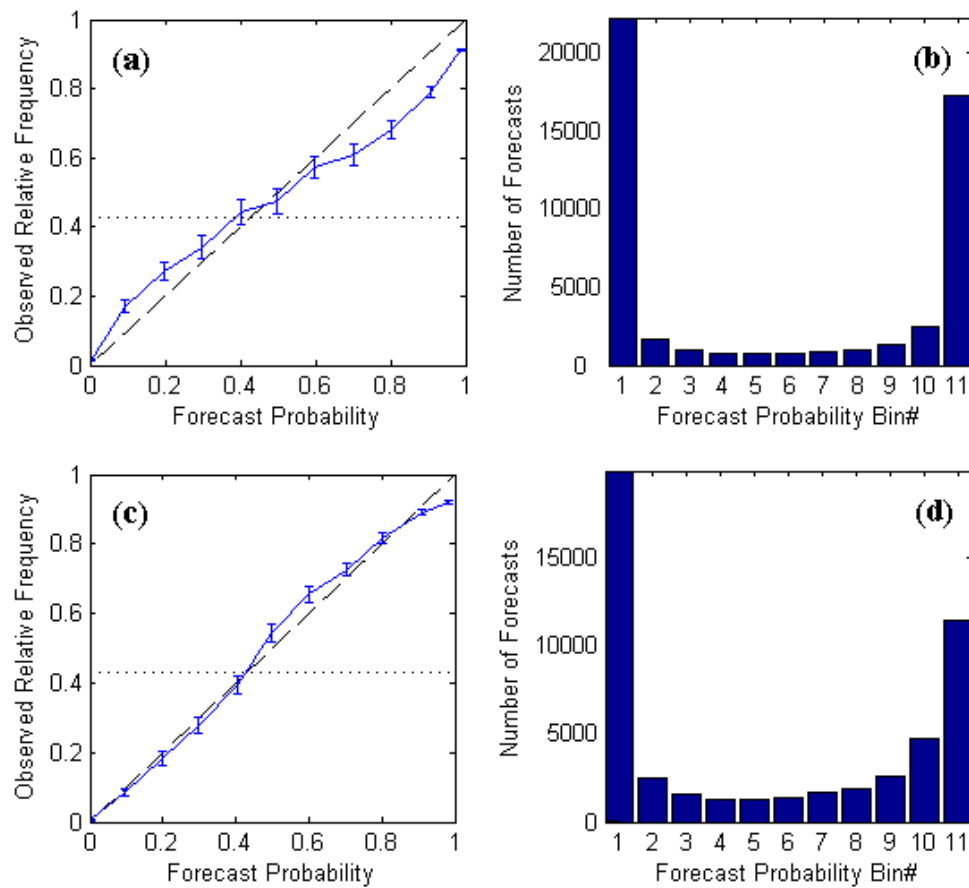 (a)
Observed Relative Frequency
1
0.8
0.6
0.4
0.2
0
0 0.2 0.4 0.6 0.8 1
Forecast Probability
(b)
Number of Forecasts
20000
15000
10000
5000
0
1 2 3 4 5 6 7 8 9 10 11
Forecast Probability Bin#
(c)
Observed Relative Frequency
1
0.8
0.6
0.4
0.2
0
0 0.2 0.4 0.6 0.8 1
Forecast Probability
(d)
Number of Forecasts
15000
10000
5000
0
1 2 3 4 5 6 7 8 9 10 11
Forecast Probability Bin#